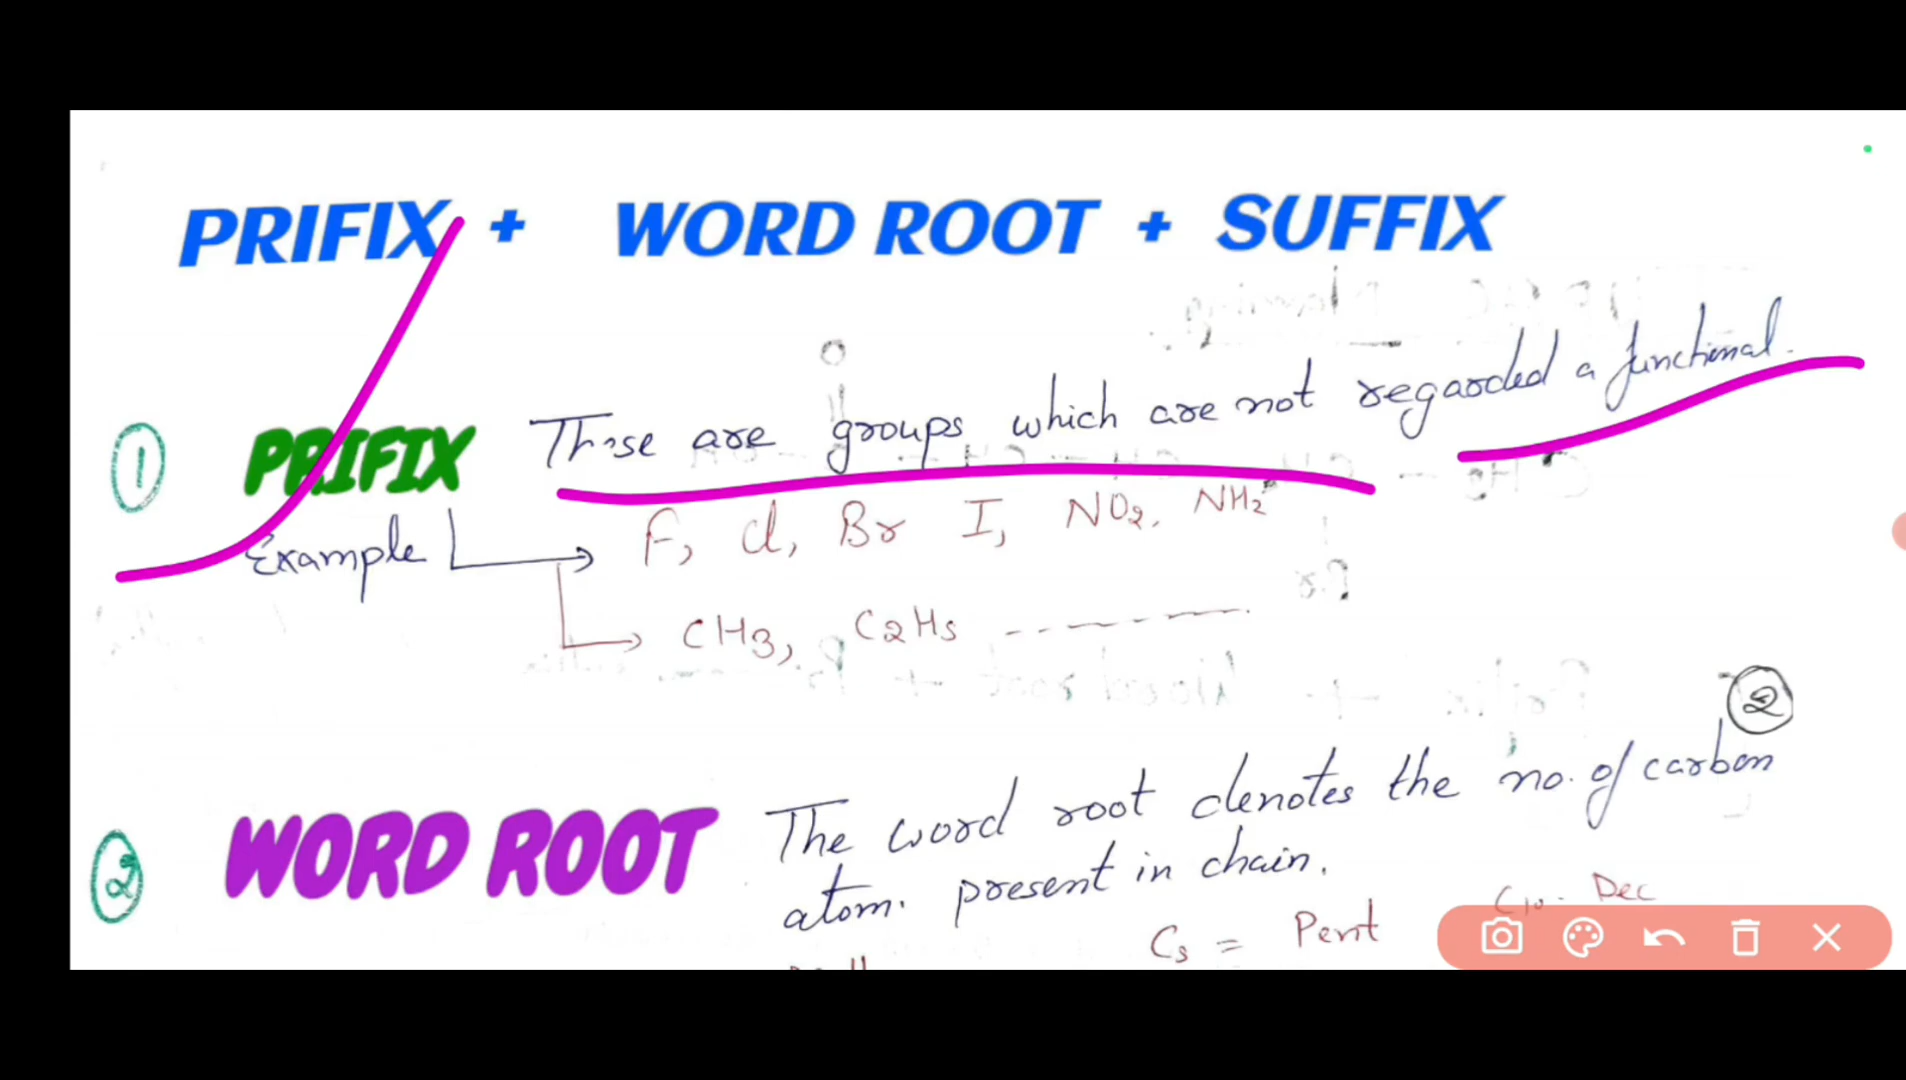 PRIFIX + WORD ROOT + SUFFIX
① PRIFIX These are groups which are not regarded a functional.
Example → F, Cl, Br I, NO2, NH2
→ CH3, C2H5 -------
②
② WORD ROOT The word root denotes the no. of carbon
atom. present in chain.
C10. Dec
C5 = Pent